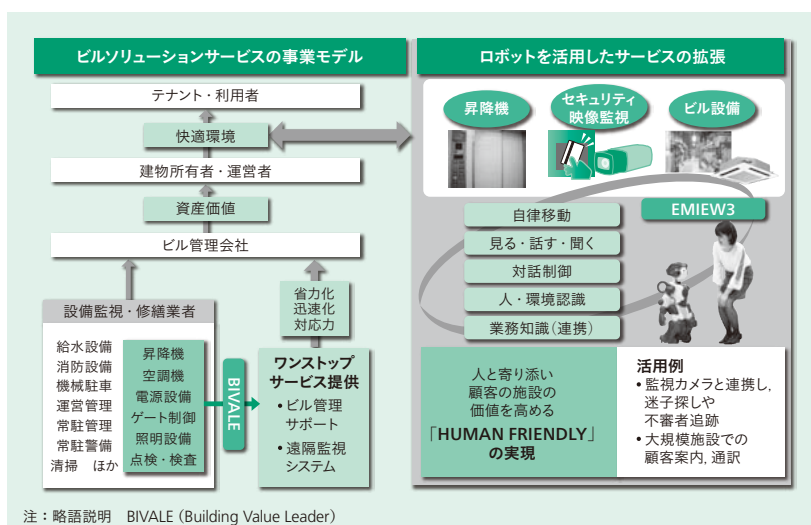 ビルソリューションサービスの事業モデル
テナント・利用者
快適環境
建物所有者・運営者
資産価値
ビル管理会社
設備監視・修繕業者
給水設備
消防設備
機械駐車
運営管理
常駐管理
常駐警備
清掃 ほか
昇降機
空調機
電源設備
ゲート制御
照明設備
点検・検査
BIVALE
省力化
迅速化
対応力
ワンストップ
サービス提供
• ビル管理
サポート
• 遠隔監視
システム
ロボットを活用したサービスの拡張
昇降機
セキュリティ
映像監視
ビル設備
EMIEW3
自律移動
見る・話す・聞く
対話制御
人・環境認識
業務知識（連携）
人と寄り添い
顧客の施設の
価値を高める
「HUMAN FRIENDLY」
の実現
活用例
• 監視カメラと連携し，
迷子探しや
不審者追跡
• 大規模施設での
顧客案内，通訳
注：略語説明 BIVALE（Building Value Leader）